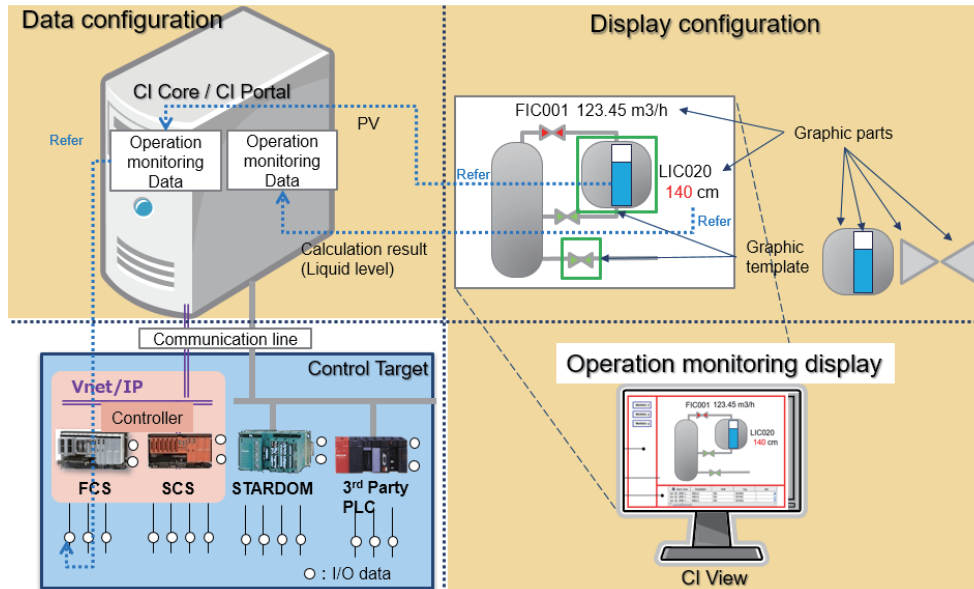 Data configuration
Display configuration
CI Core / CI Portal
PV
Refer
Operation
monitoring
Data
Operation
monitoring
Data
Calculation result
(Liquid level)
FIC001 123.45 m3/h
Refer
LIC020
140 cm
Refer
Graphic parts
Graphic
template
Communication line
Control Target
Vnet/IP
Controller
FCS
SCS
STARDOM
3rd Party
PLC
: I/O data
Operation monitoring display
FIC001 123.45 m3/h
LIC020
140 cm
CI View